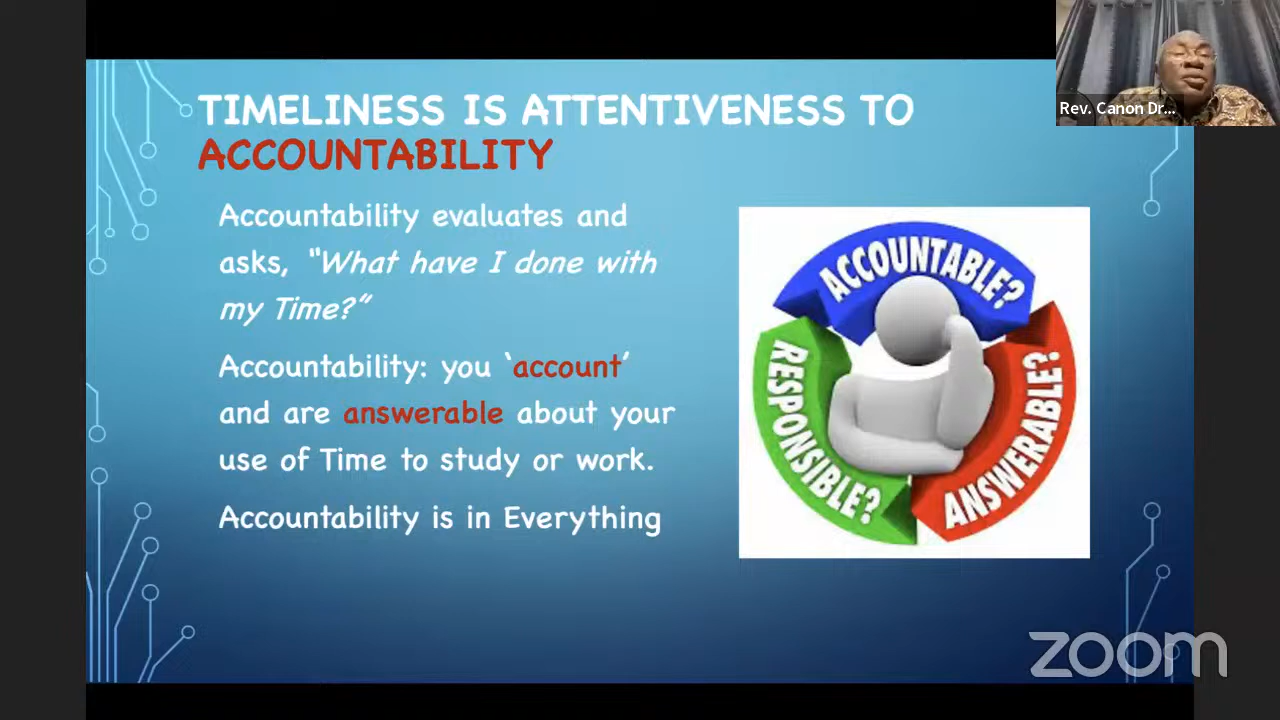 TIMELINESS IS ATTENTIVENESS TO
ACCOUNTABILITY
Accountability evaluates and
asks, “What have I done with
my Time?”
Accountability: you ‘account’
and are answerable about your
use of Time to study or work.
Accountability is in Everything
ACCOUNTABLE?
RESPONSIBLE?
ANSWERABLE?
Rev. Canon Dr...
zoom